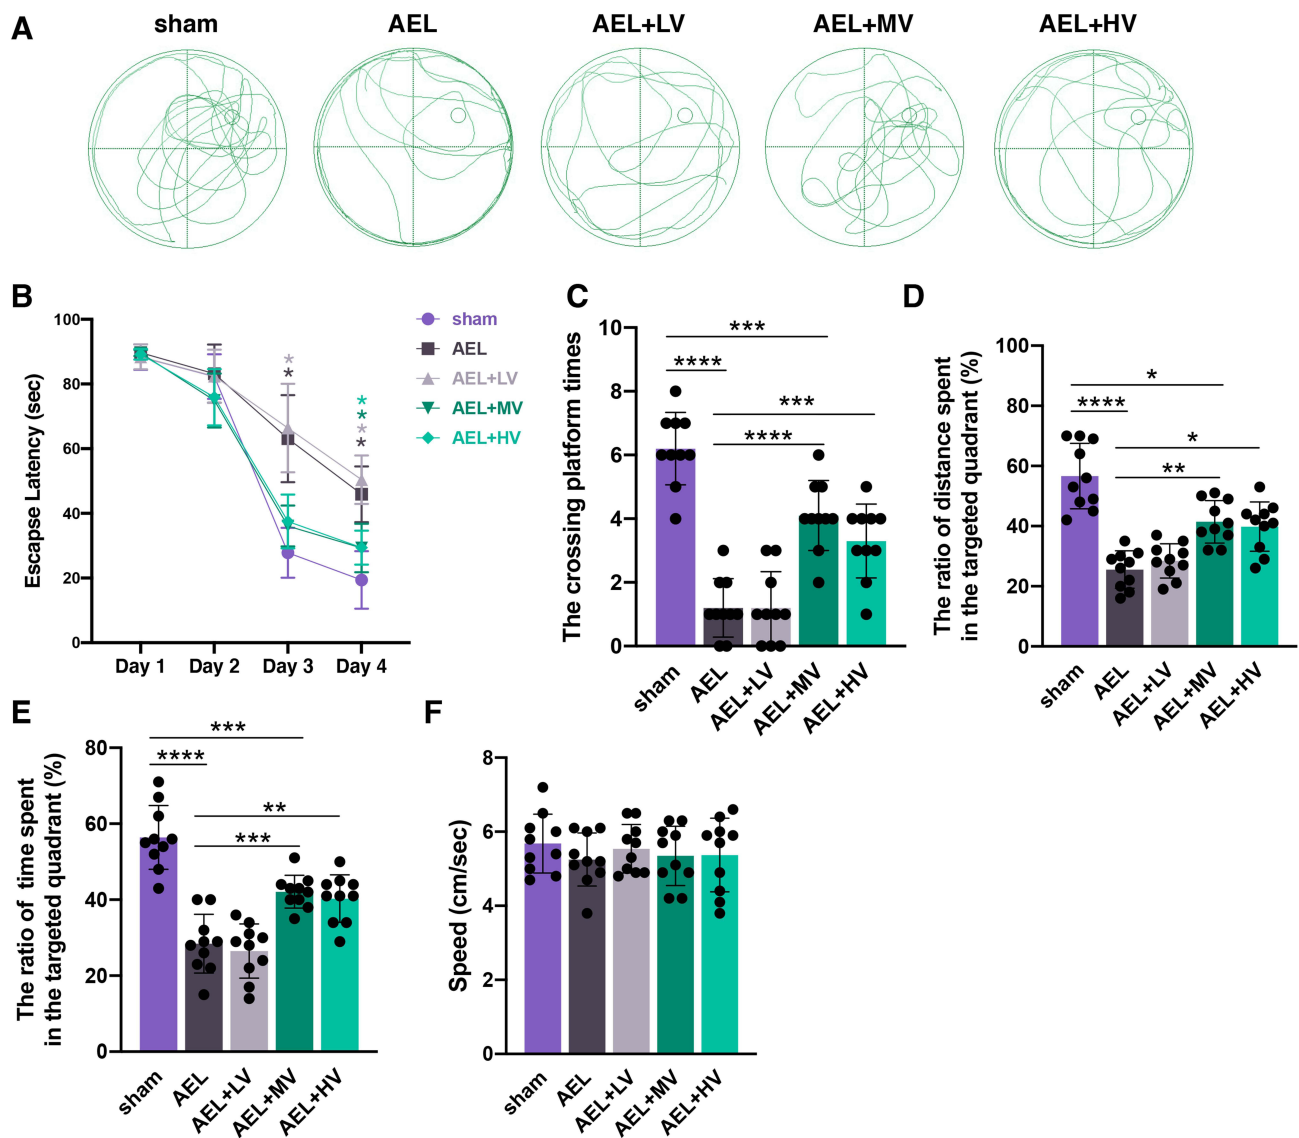 A
sham
AEL
AEL+LV
AEL+MV
AEL+HV
B
Escape Latency (sec)
100
80
60
40
20
0
Day 1
Day 2
Day 3
Day 4
*
*
*
*
*
*
sham
AEL
AEL+LV
AEL+MV
AEL+HV
C
The crossing platform times
10
8
6
4
2
0
***
****
***
****
sham
AEL
AEL+LV
AEL+MV
AEL+HV
D
The ratio of distance spent
in the targeted quadrant (%)
100
80
60
40
20
0
*
****
*
**
sham
AEL
AEL+LV
AEL+MV
AEL+HV
E
The ratio of time spent
in the targeted quadrant (%)
80
60
40
20
0
***
****
**
***
sham
AEL
AEL+LV
AEL+MV
AEL+HV
F
Speed (cm/sec)
8
6
4
2
0
sham
AEL
AEL+LV
AEL+MV
AEL+HV